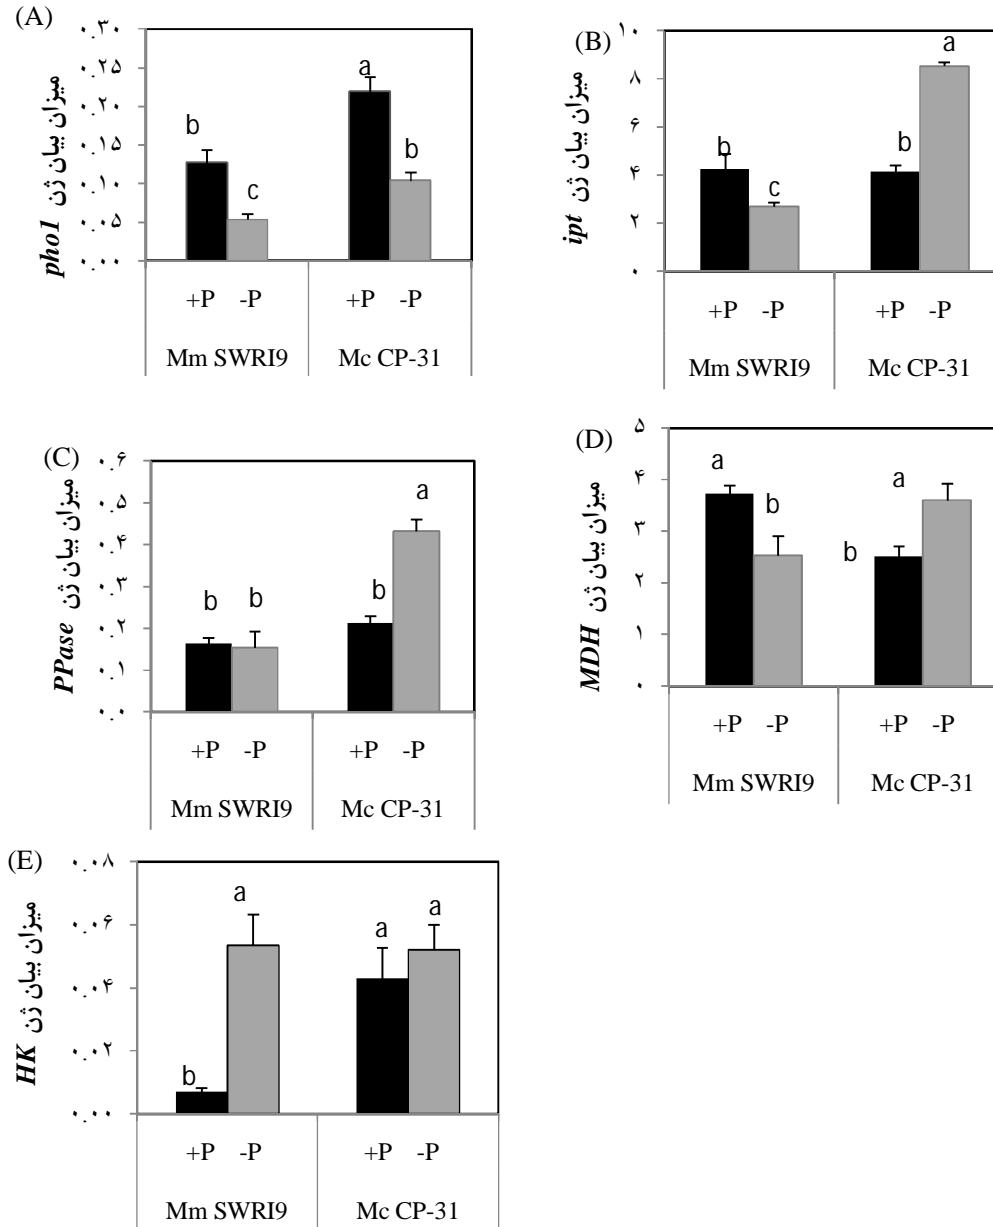 (A)
میزان بیان ژن pho1
۰.۳۰
۰.۲۵
۰.۲۰
۰.۱۵
۰.۱۰
۰.۰۵
۰.۰۰
b
c
a
b
+P -P +P -P
Mm SWRI9 Mc CP-31
(B)
میزان بیان ژن ipt
۱۰
۸
۶
۴
۲
۰
b
c
b
a
+P -P +P -P
Mm SWRI9 Mc CP-31
(C)
میزان بیان ژن PPase
۰.۶
۰.۵
۰.۴
۰.۳
۰.۲
۰.۱
۰.۰
b
b
b
a
+P -P +P -P
Mm SWRI9 Mc CP-31
(D)
میزان بیان ژن MDH
۵
۴
۳
۲
۱
۰
a
b
b
a
+P -P +P -P
Mm SWRI9 Mc CP-31
(E)
میزان بیان ژن HK
۰.۰۸
۰.۰۶
۰.۰۴
۰.۰۲
۰.۰۰
b
a
a
a
+P -P +P -P
Mm SWRI9 Mc CP-31